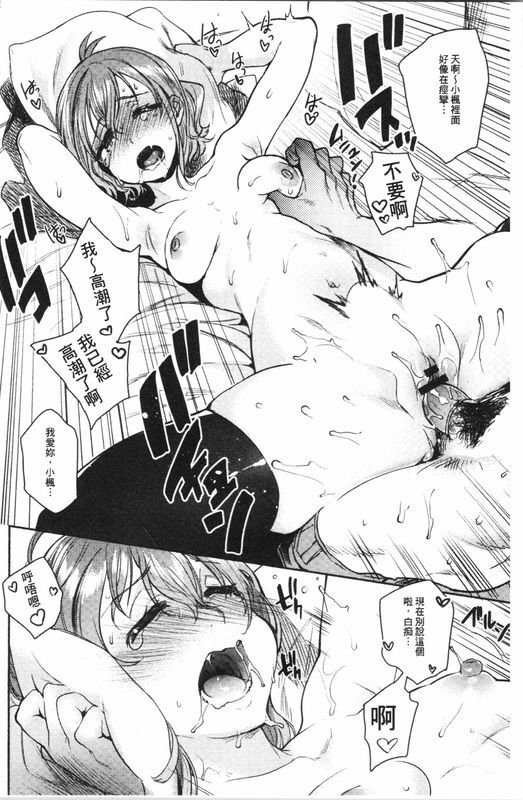 天啊～小楓裡面
好像在痙攣…
不要啊
我～高潮了
我已經
高潮了啊
我愛妳，小楓…
現在別說這個
啦，白痴…
啊
呼唔嗯